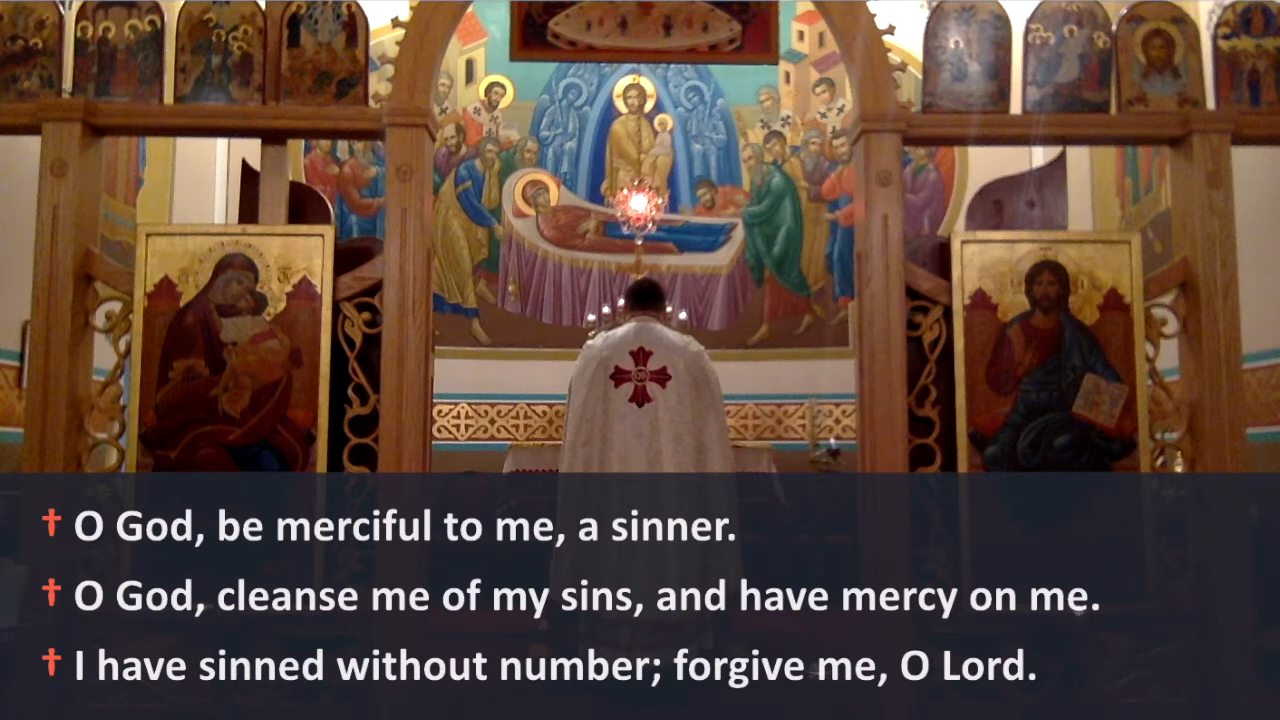 † O God, be merciful to me, a sinner.
† O God, cleanse me of my sins, and have mercy on me.
† I have sinned without number; forgive me, O Lord.